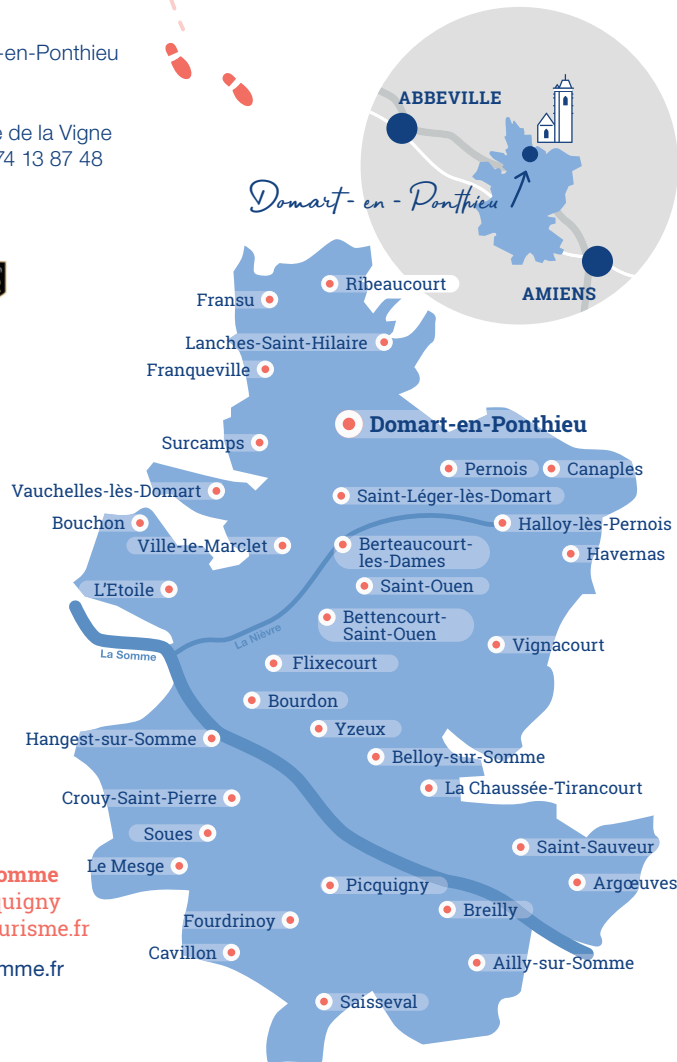 -en-Ponthieu
de la Vigne
74 13 87 48
ABBEVILLE
Domart-en-Ponthieu
AMIENS
Ribeaucourt
Fransu
Lanches-Saint-Hilaire
Franqueville
Domart-en-Ponthieu
Surcamps
Pernois
Canaples
Vauchelles-lès-Domart
Saint-Léger-lès-Domart
Bouchon
Halloy-lès-Pernois
Ville-le-Marclet
Berteaucourt-
les-Dames
Havernas
L'Etoile
Saint-Ouen
Bettencourt-
Saint-Ouen
La Nièvre
Vignacourt
La Somme
Flixecourt
Bourdon
Yzeux
Hangest-sur-Somme
Belloy-sur-Somme
La Chaussée-Tirancourt
Crouy-Saint-Pierre
Soues
Saint-Sauveur
Le Mesge
omme
Picquigny
Argœuves
quigny
Breilly
Fourdrinoy
urisme.fr
Cavillon
Ailly-sur-Somme
mme.fr
Saisseval